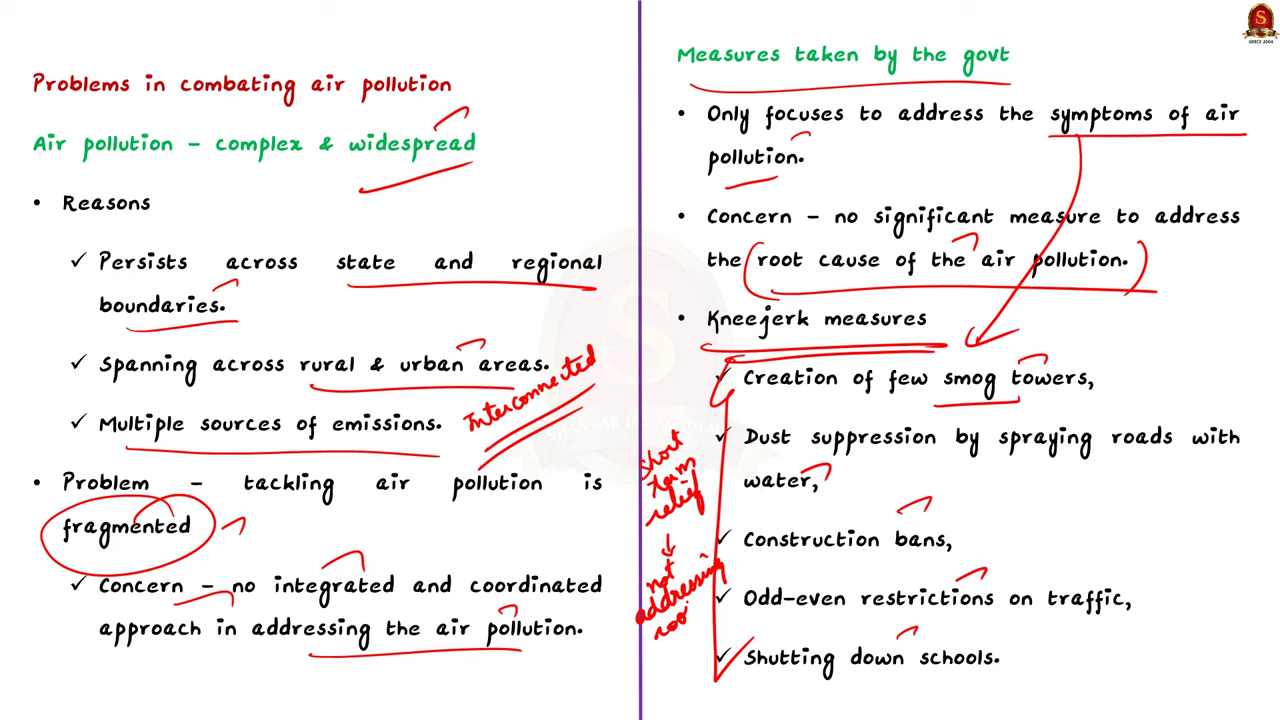 Problems in combating air pollution
Air pollution – complex & widespread
• Reasons
✓ Persists across state and regional
boundaries.
✓ Spanning across rural & urban areas.
✓ Multiple sources of emissions.
Interconnected
• Problem – tackling air pollution is
fragmented
✓ Concern – no integrated and coordinated
approach in addressing the air pollution.
Measures taken by the govt
• Only focuses to address the symptoms of air
pollution.
• Concern – no significant measure to address
the root cause of the air pollution.
• Kneejerk measures
✓ Creation of few smog towers,
✓ Dust suppression by spraying roads with
water,
✓ Construction bans,
✓ Odd-even restrictions on traffic,
✓ Shutting down schools.
Short
term
relief
↓
not
addressing
SINCE 2004